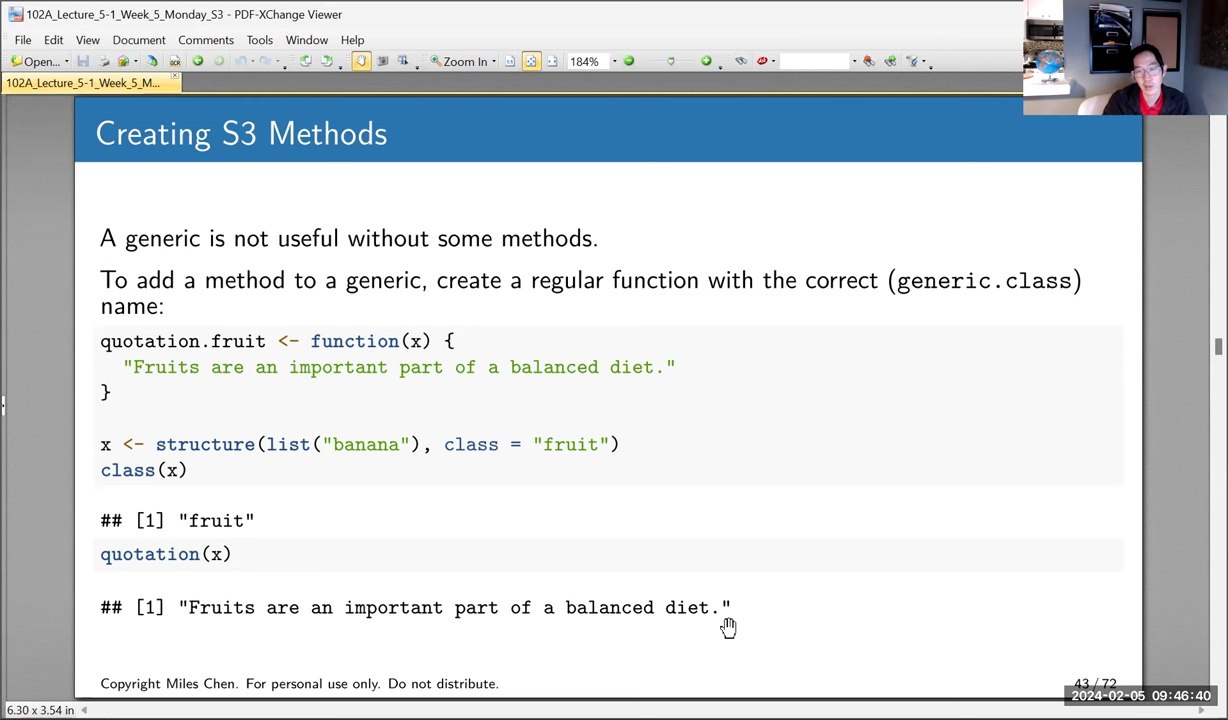 102A_Lecture_5-1_Week_5_Monday_S3 - PDF-XChange Viewer
File Edit View Document Comments Tools Window Help
Open... Zoom In 184%
102A_Lecture_5-1_Week_5_M...
Creating S3 Methods
A generic is not useful without some methods.
To add a method to a generic, create a regular function with the correct (generic.class)
name:
quotation.fruit <- function(x) {
"Fruits are an important part of a balanced diet."
}
x <- structure(list("banana"), class = "fruit")
class(x)
## [1] "fruit"
quotation(x)
## [1] "Fruits are an important part of a balanced diet."
Copyright Miles Chen. For personal use only. Do not distribute.
43 / 72
2024-02-05 09:46:40
6.30 x 3.54 in